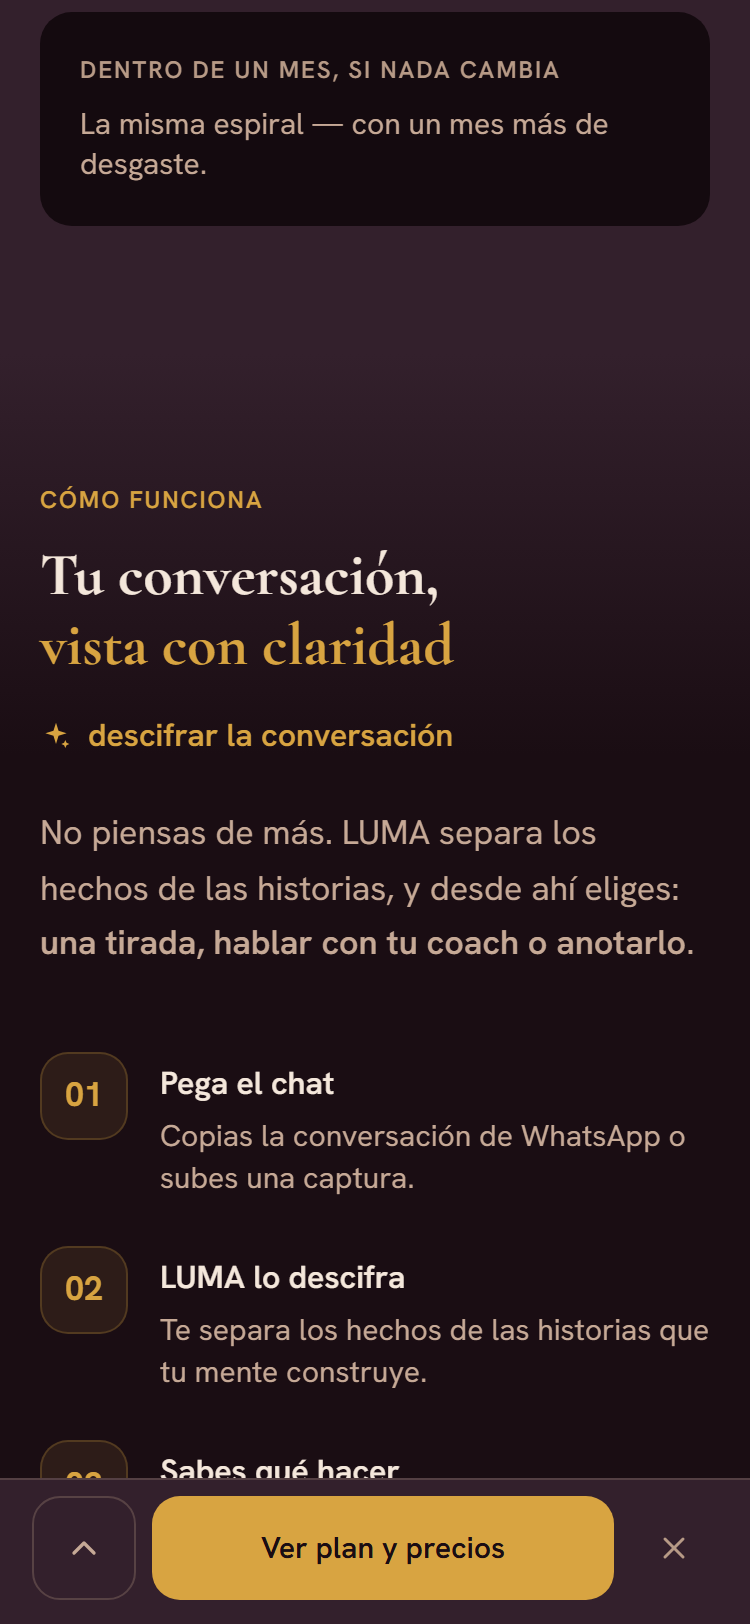 DENTRO DE UN MES, SI NADA CAMBIA
La misma espiral — con un mes más de
desgaste.
CÓMO FUNCIONA
Tu conversación,
vista con claridad
descifrar la conversación
No piensas de más. LUMA separa los
hechos de las historias, y desde ahí eliges:
una tirada, hablar con tu coach o anotarlo.
01
Pega el chat
Copias la conversación de WhatsApp o
subes una captura.
02
LUMA lo descifra
Te separa los hechos de las historias que
tu mente construye.
03
Sabes qué hacer
Ver plan y precios